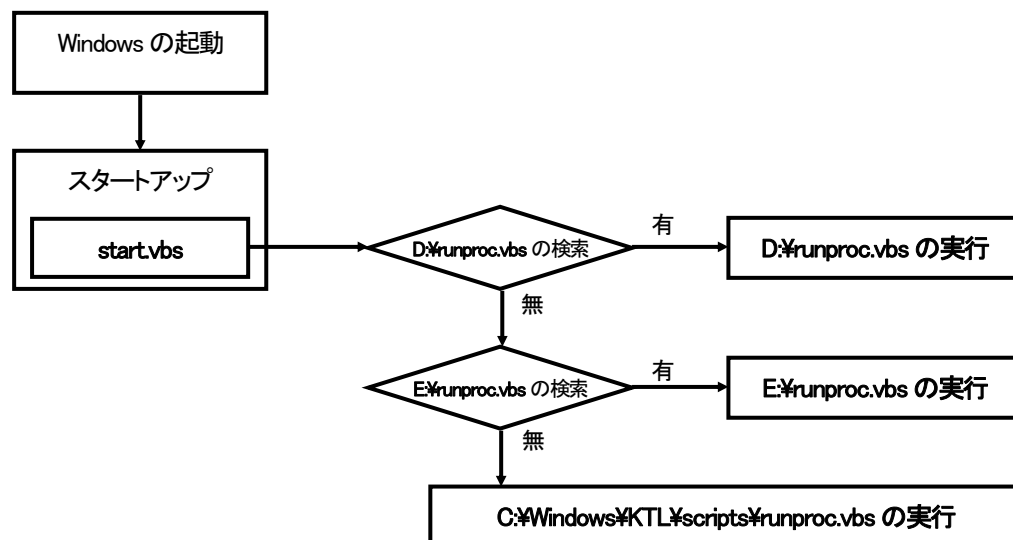 Windows の起動
スタートアップ
start.vbs
D:¥runproc.vbs の検索
有
D:¥runproc.vbs の実行
無
E:¥runproc.vbs の検索
有
E:¥runproc.vbs の実行
無
C:¥Windows¥KTL¥scripts¥runproc.vbs の実行